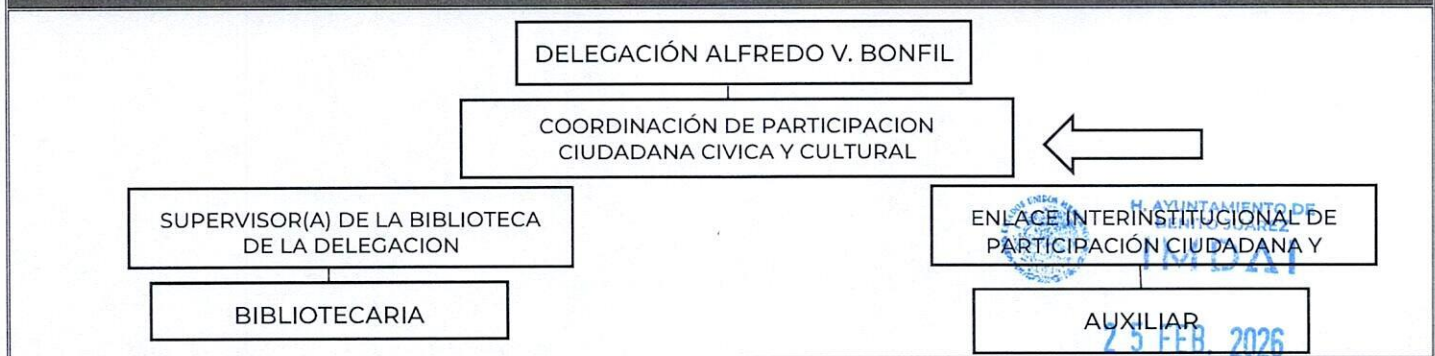 DELEGACIÓN ALFREDO V. BONFIL
COORDINACIÓN DE PARTICIPACION
CIUDADANA CIVICA Y CULTURAL
SUPERVISOR(A) DE LA BIBLIOTECA
DE LA DELEGACION
ENLACE INTERINSTITUCIONAL DE
PARTICIPACIÓN CIUDADANA Y
H. AYUNTAMIENTO DE
BENITO JUÁREZ
IMDAI
BIBLIOTECARIA
AUXILIAR
25 FEB. 2026